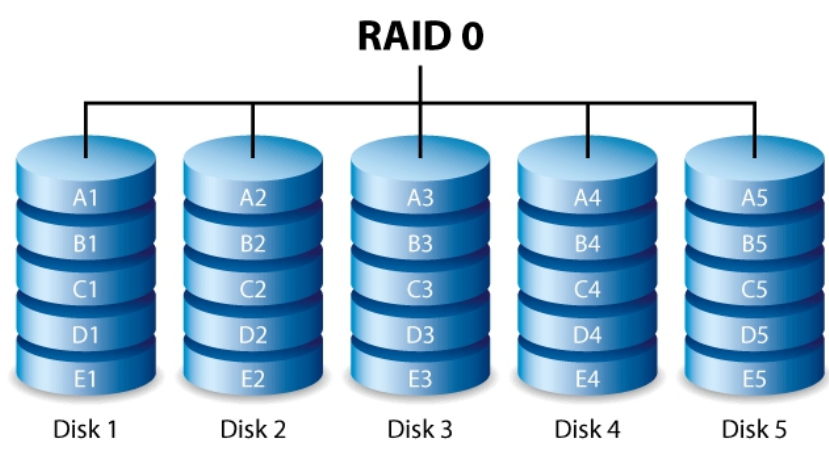 RAID 0
A1 A2 A3 A4 A5
B1 B2 B3 B4 B5
C1 C2 C3 C4 C5
D1 D2 D3 D4 D5
E1 E2 E3 E4 E5
Disk 1 Disk 2 Disk 3 Disk 4 Disk 5